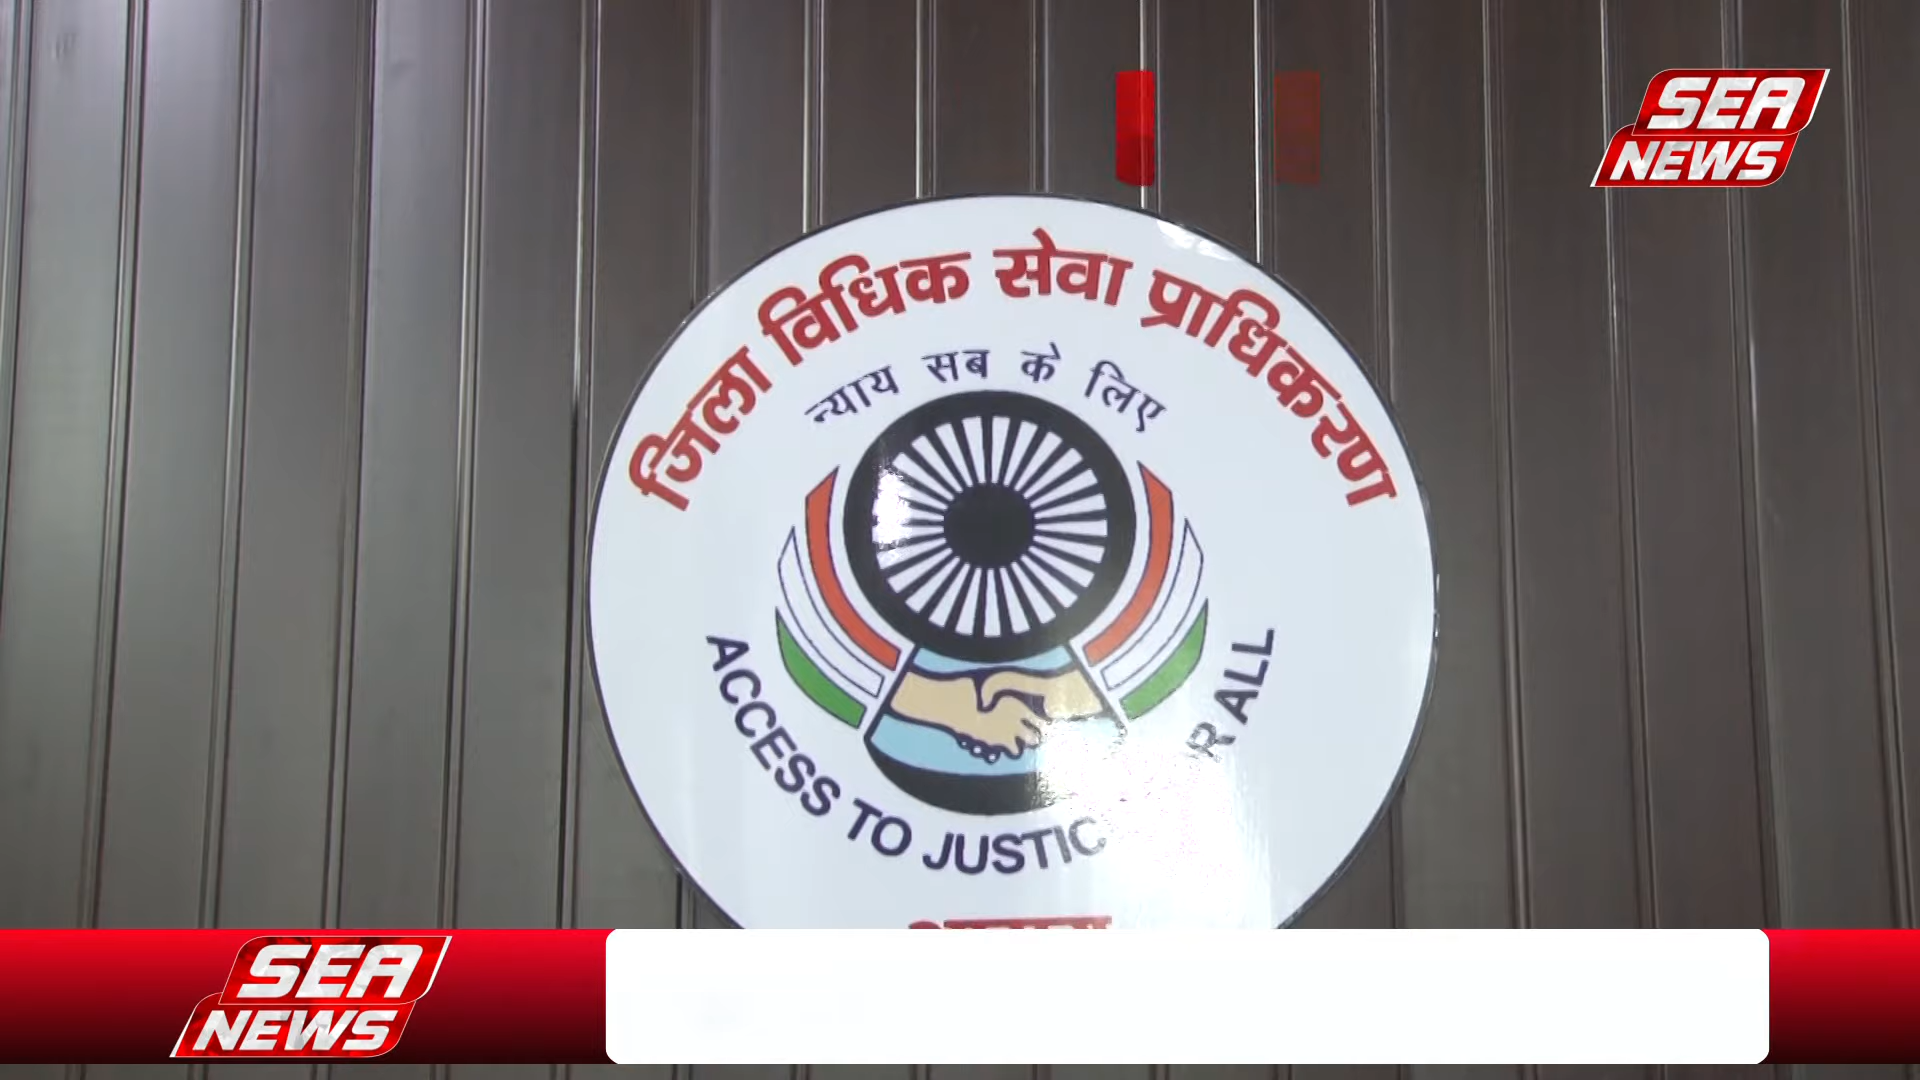 SEA
NEWS
जिला विधिक सेवा प्राधिकरण
न्याय सब के लिए
ACCESS TO JUSTIC R ALL
SEA
NEWS